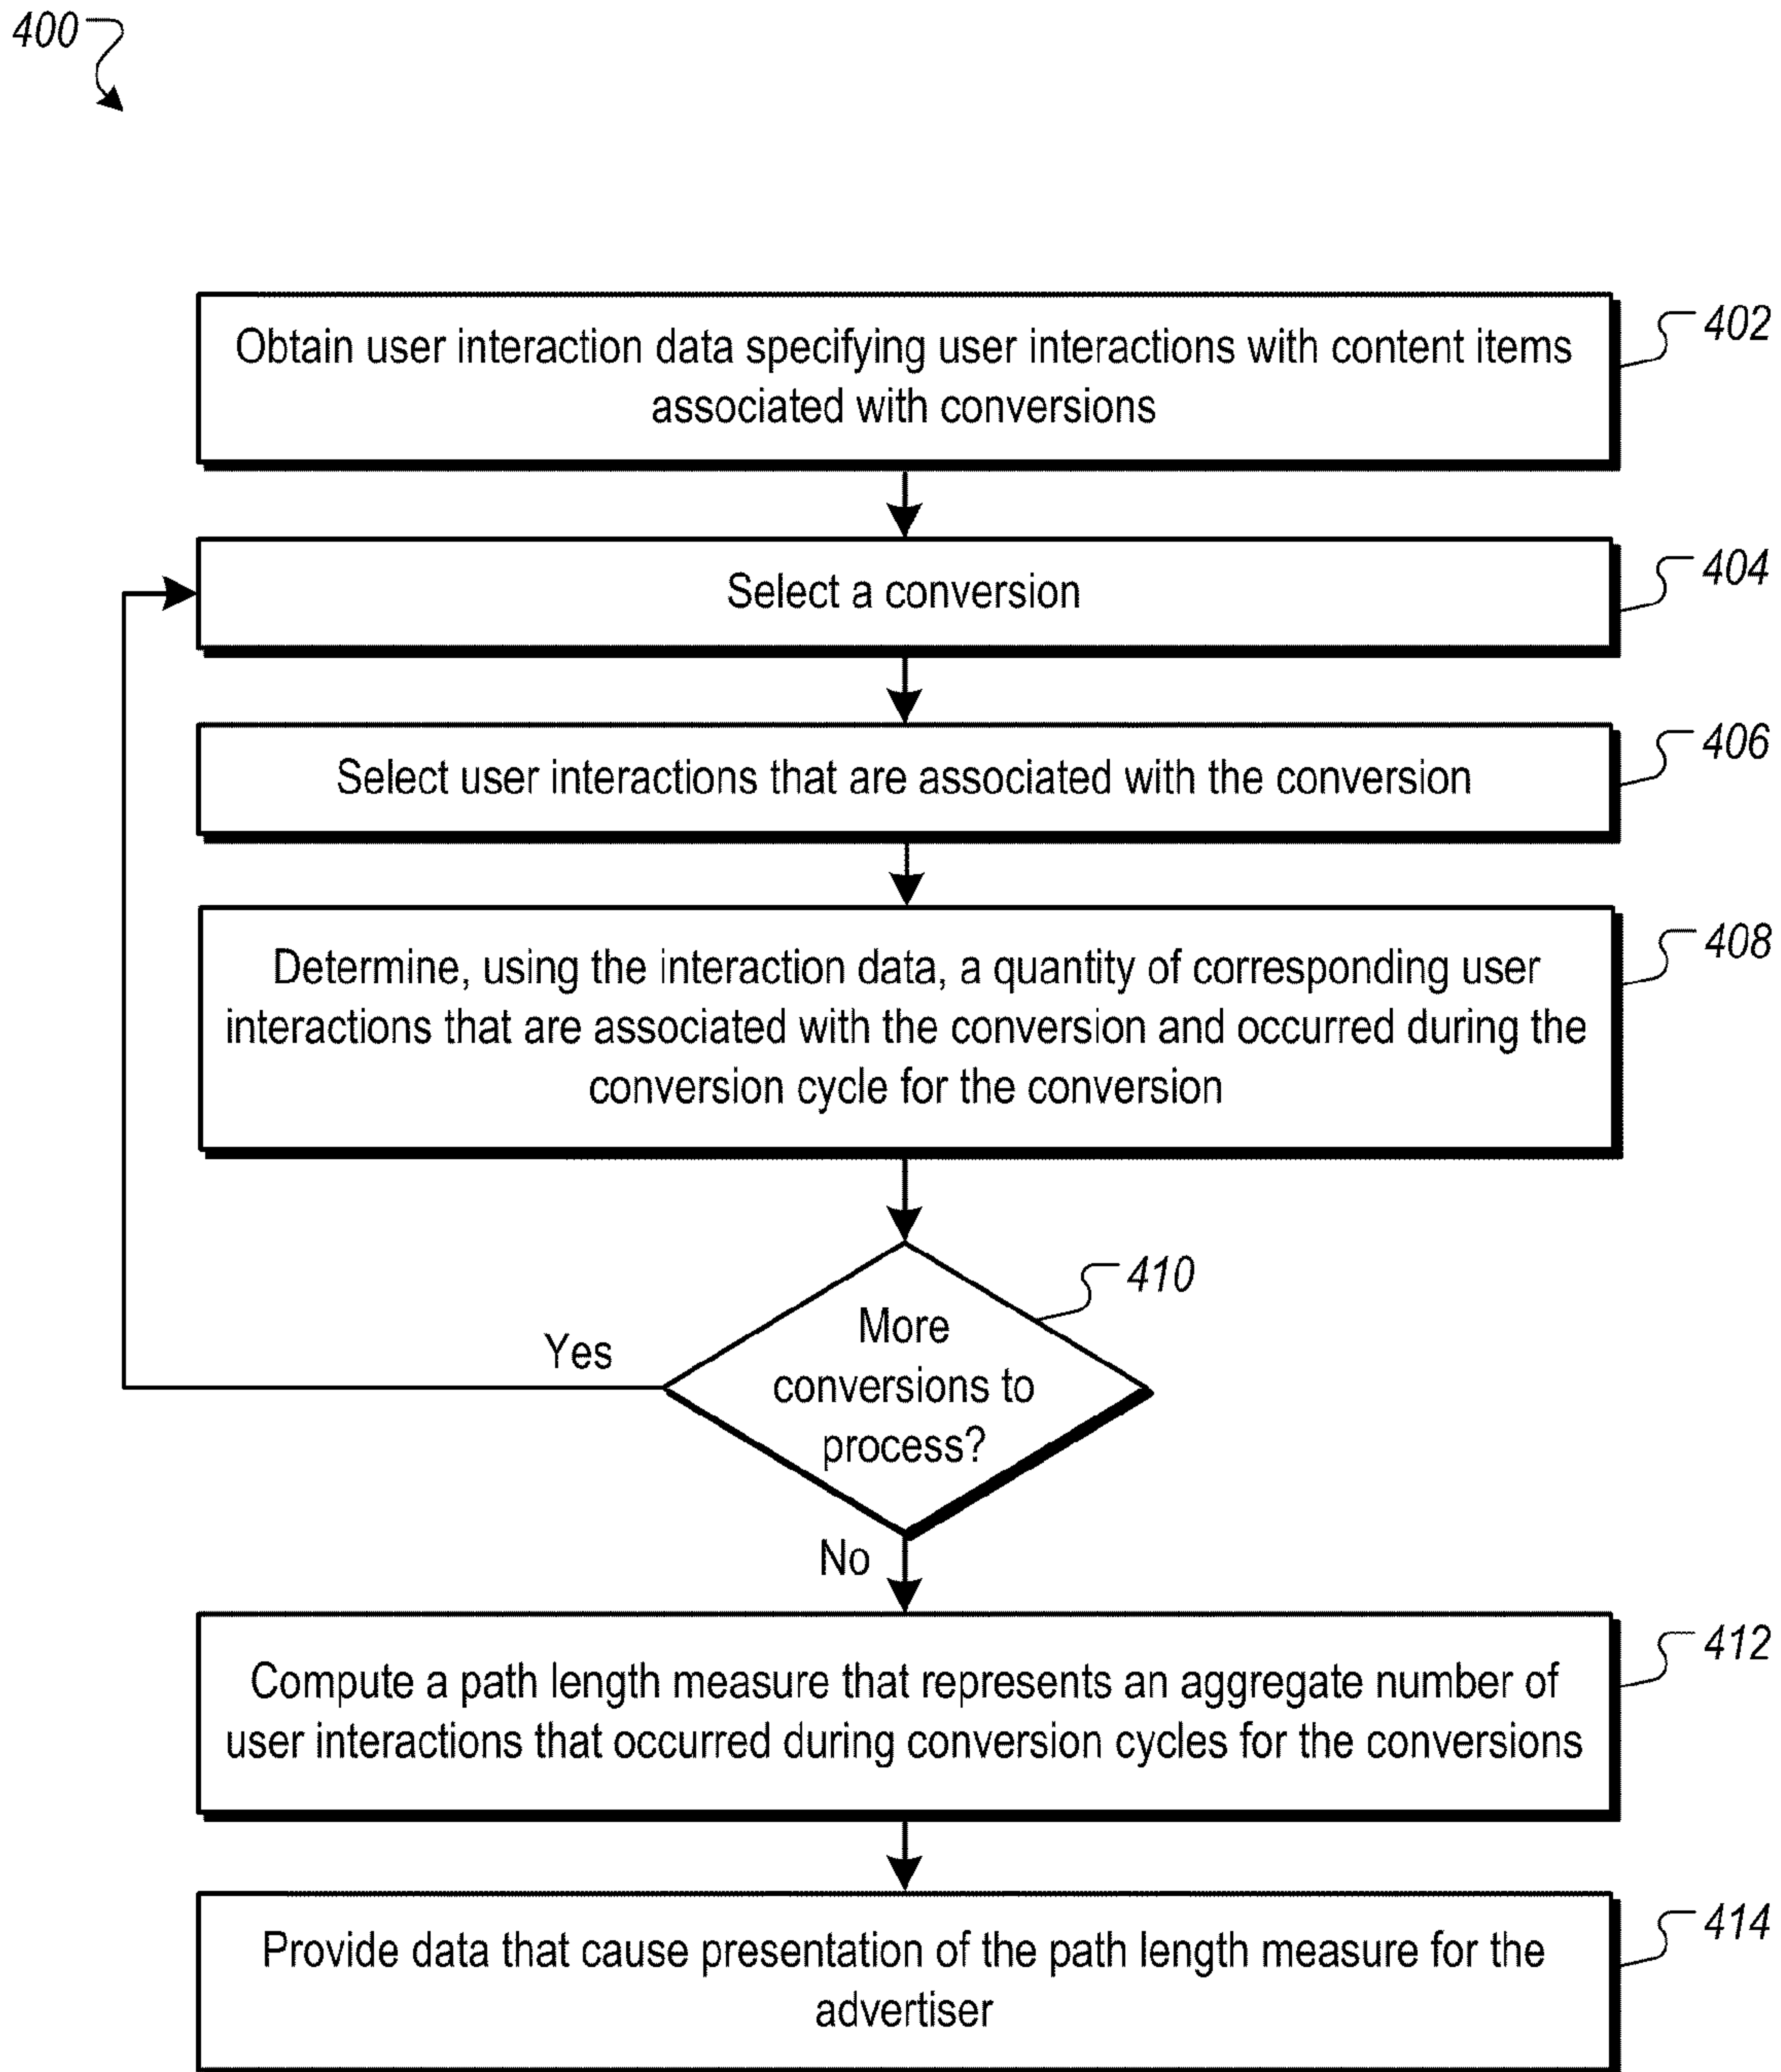 400
Obtain user interaction data specifying user interactions with content items
associated with conversions
402
Select a conversion
404
Select user interactions that are associated with the conversion
406
Determine, using the interaction data, a quantity of corresponding user
interactions that are associated with the conversion and occurred during the
conversion cycle for the conversion
408
More
conversions to
process?
410
Yes
No
Compute a path length measure that represents an aggregate number of
user interactions that occurred during conversion cycles for the conversions
412
Provide data that cause presentation of the path length measure for the
advertiser
414